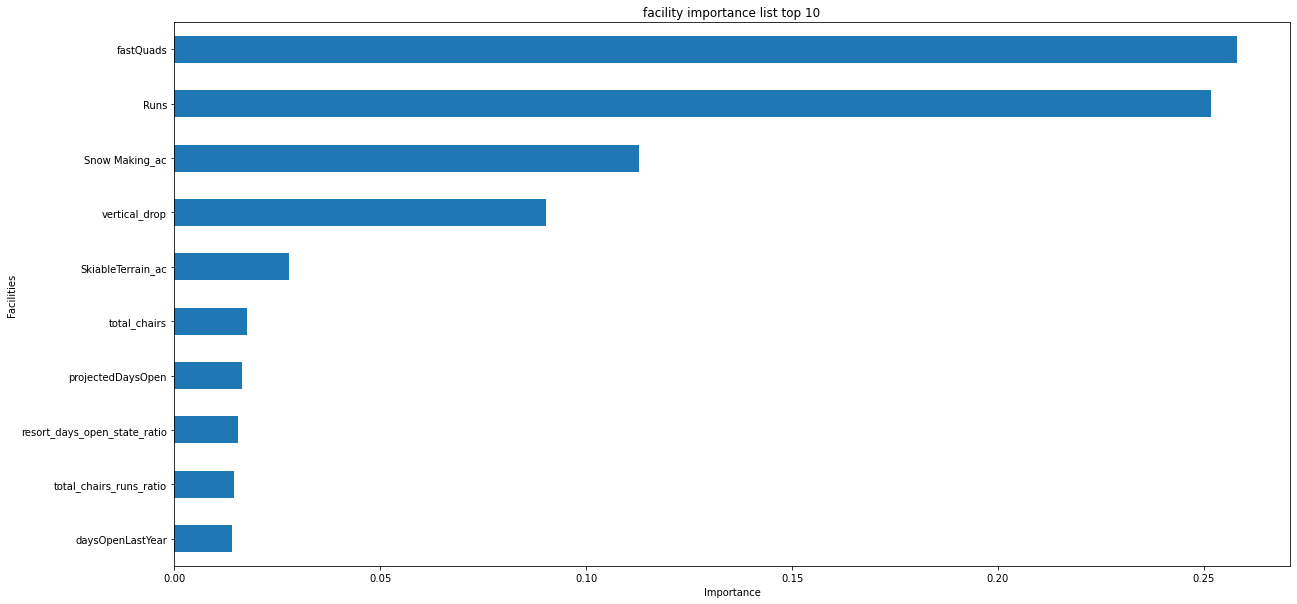 facility importance list top 10
Facilities
fastQuads
Runs
Snow Making_ac
vertical_drop
SkiableTerrain_ac
total_chairs
projectedDaysOpen
resort_days_open_state_ratio
total_chairs_runs_ratio
daysOpenLastYear
0.00 0.05 0.10 0.15 0.20 0.25
Importance